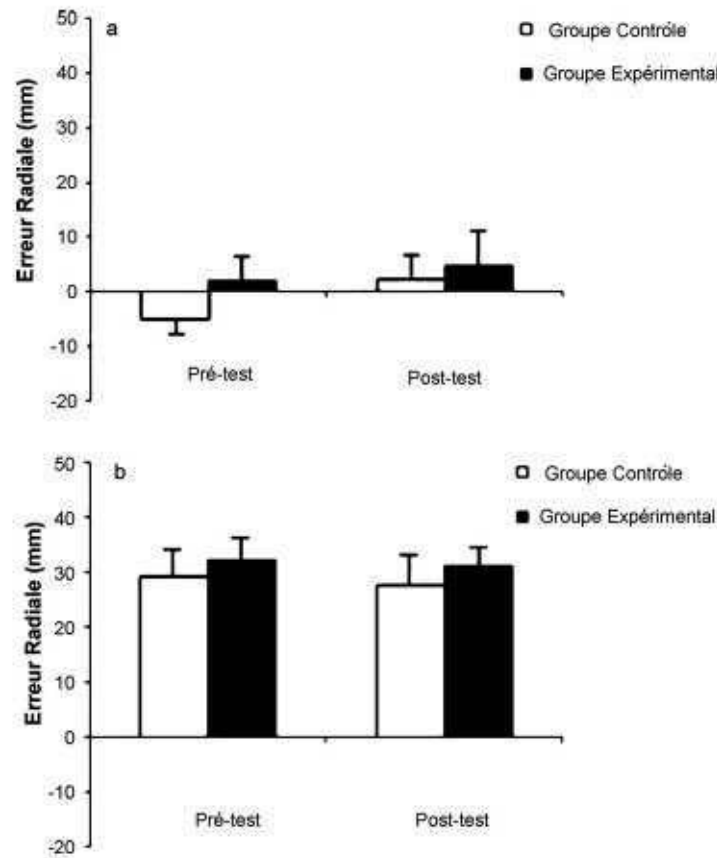 a
Groupe Contrôle
Groupe Expérimental
Erreur Radiale (mm)
50
40
30
20
10
0
-10
-20
Pré-test
Post-test
b
Groupe Contrôle
Groupe Expérimental
Erreur Radiale (mm)
50
40
30
20
10
0
-10
-20
Pré-test
Post-test